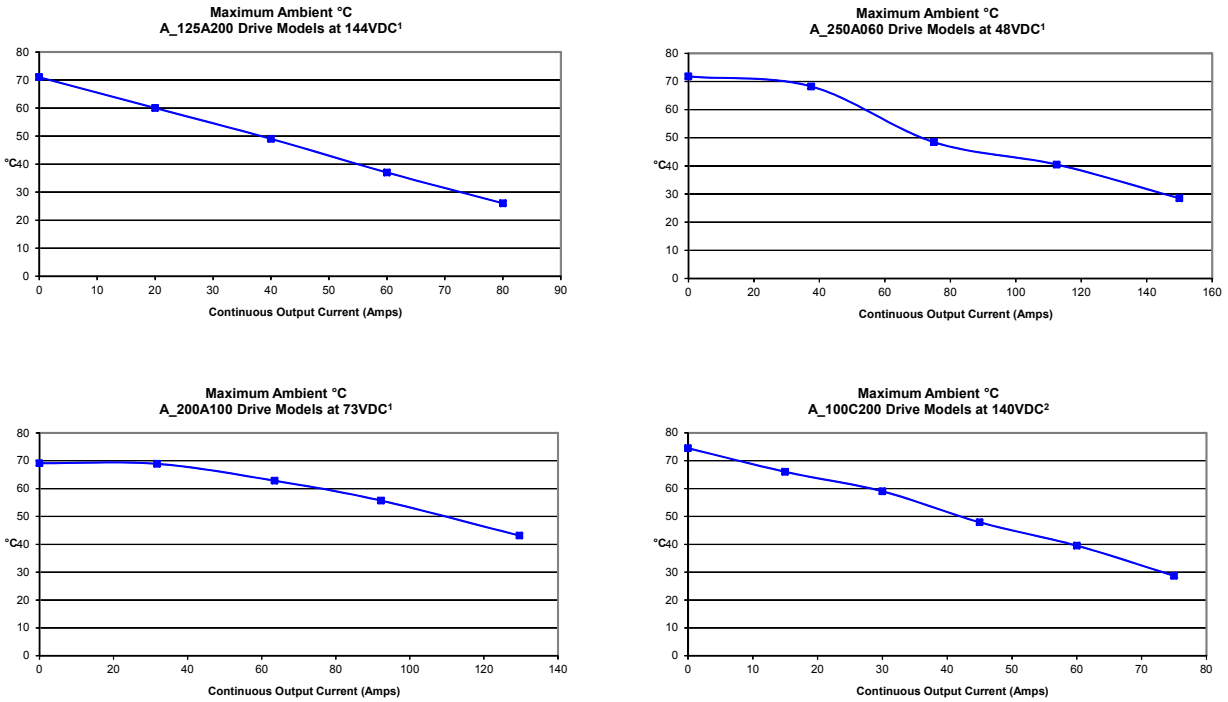 Maximum Ambient °C
A_125A200 Drive Models at 144VDC¹
80
70
60
50
°C40
30
20
10
0
0 10 20 30 40 50 60 70 80 90
Continuous Output Current (Amps)
Maximum Ambient °C
A_250A060 Drive Models at 48VDC¹
80
70
60
50
°C40
30
20
10
0
0 20 40 60 80 100 120 140 160
Continuous Output Current (Amps)
Maximum Ambient °C
A_200A100 Drive Models at 73VDC¹
80
70
60
50
°C40
30
20
10
0
0 20 40 60 80 100 120 140
Continuous Output Current (Amps)
Maximum Ambient °C
A_100C200 Drive Models at 140VDC²
80
70
60
50
°C40
30
20
10
0
0 10 20 30 40 50 60 70 80
Continuous Output Current (Amps)